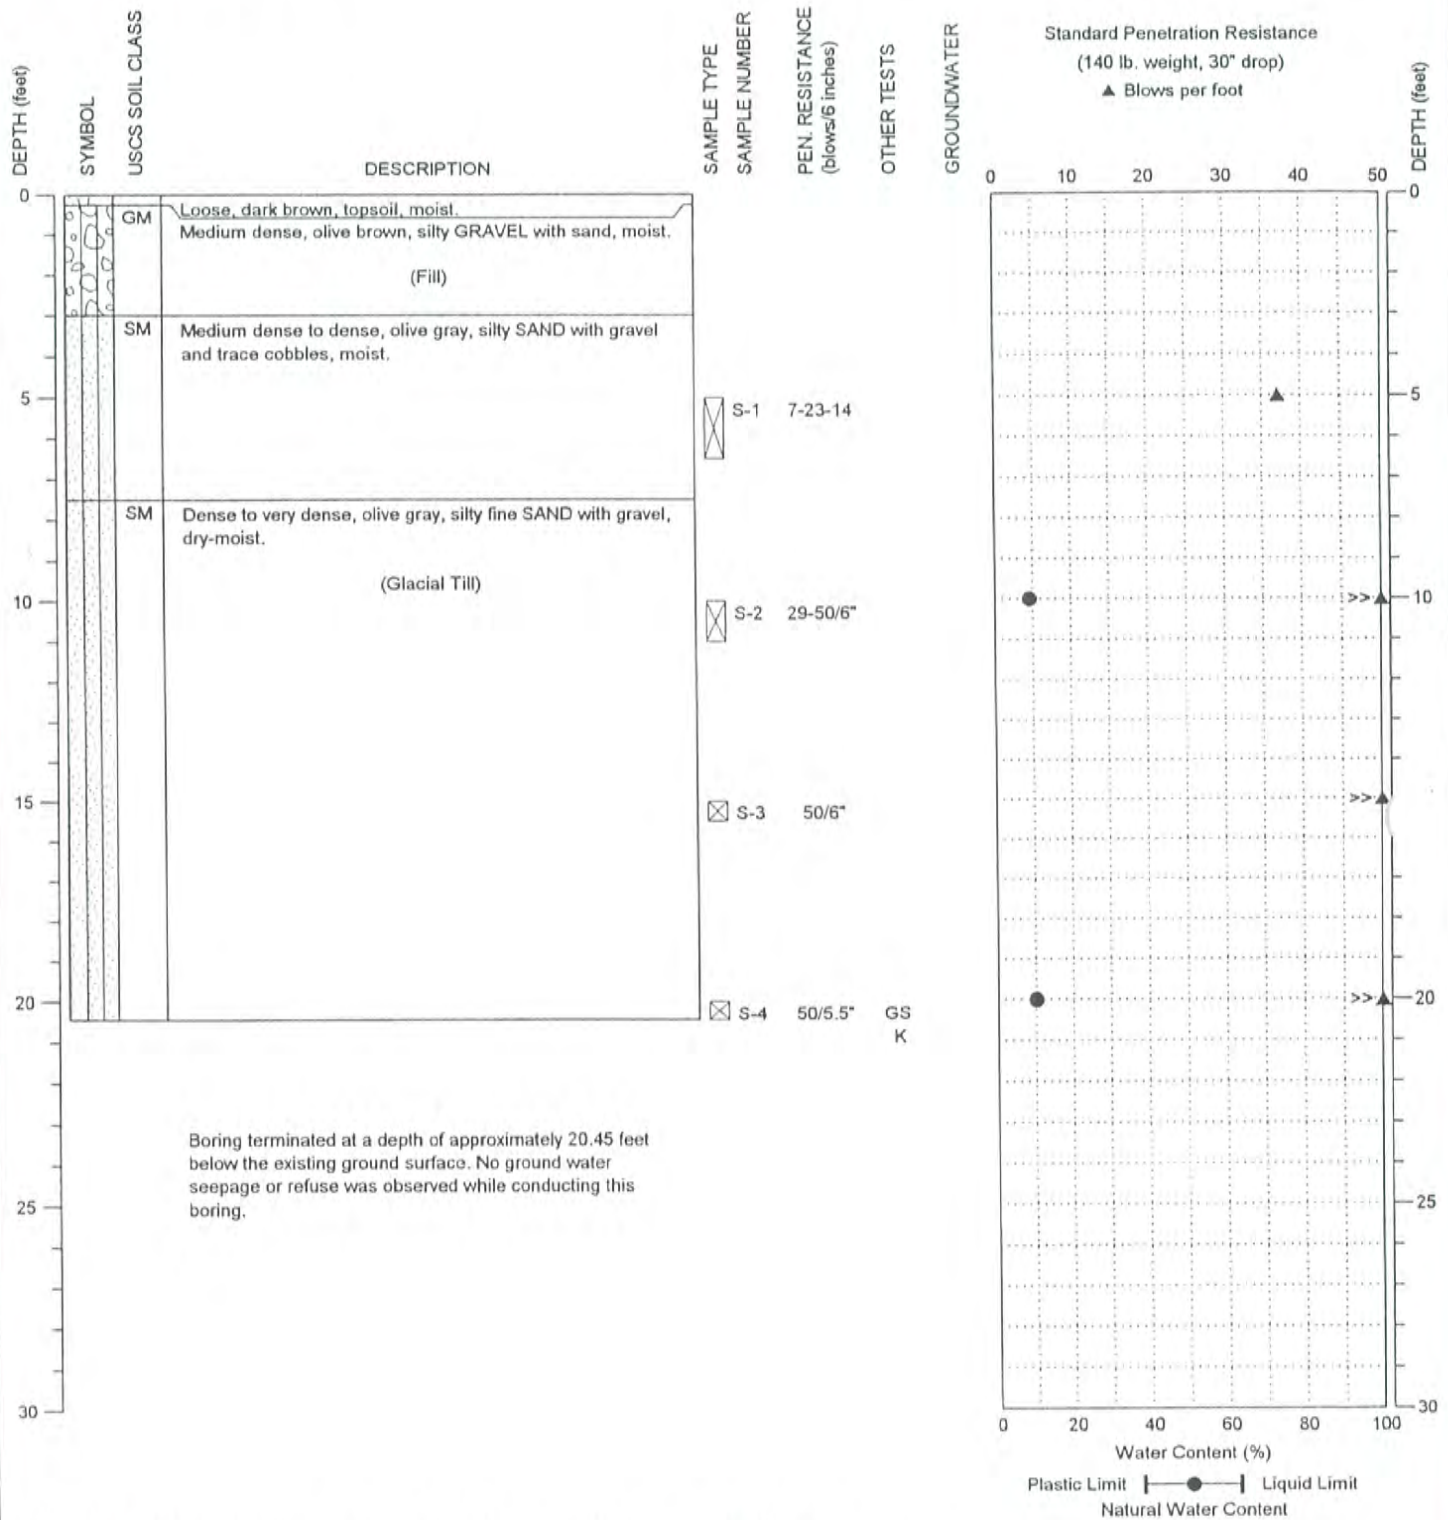 DEPTH (feet)
SYMBOL
USCS SOIL CLASS
DESCRIPTION
SAMPLE TYPE
SAMPLE NUMBER
PEN. RESISTANCE
(blows/6 inches)
OTHER TESTS
GROUNDWATER
Standard Penetration Resistance
(140 lb. weight, 30" drop)
▲ Blows per foot
DEPTH (feet)
0 10 20 30 40 50
0
Loose, dark brown, topsoil, moist.
0
GM
Medium dense, olive brown, silty GRAVEL with sand, moist.
(Fill)
SM
Medium dense to dense, olive gray, silty SAND with gravel
and trace cobbles, moist.
5
S-1 7-23-14
5
SM
Dense to very dense, olive gray, silty fine SAND with gravel,
dry-moist.
(Glacial Till)
10
S-2 29-50/6"
>>
10
15
S-3 50/6"
>>
20
S-4 50/5.5" GS
K
>>
20
Boring terminated at a depth of approximately 20.45 feet
below the existing ground surface. No ground water
seepage or refuse was observed while conducting this
boring.
25
25
30
30
0 20 40 60 80 100
Water Content (%)
Plastic Limit Liquid Limit
Natural Water Content